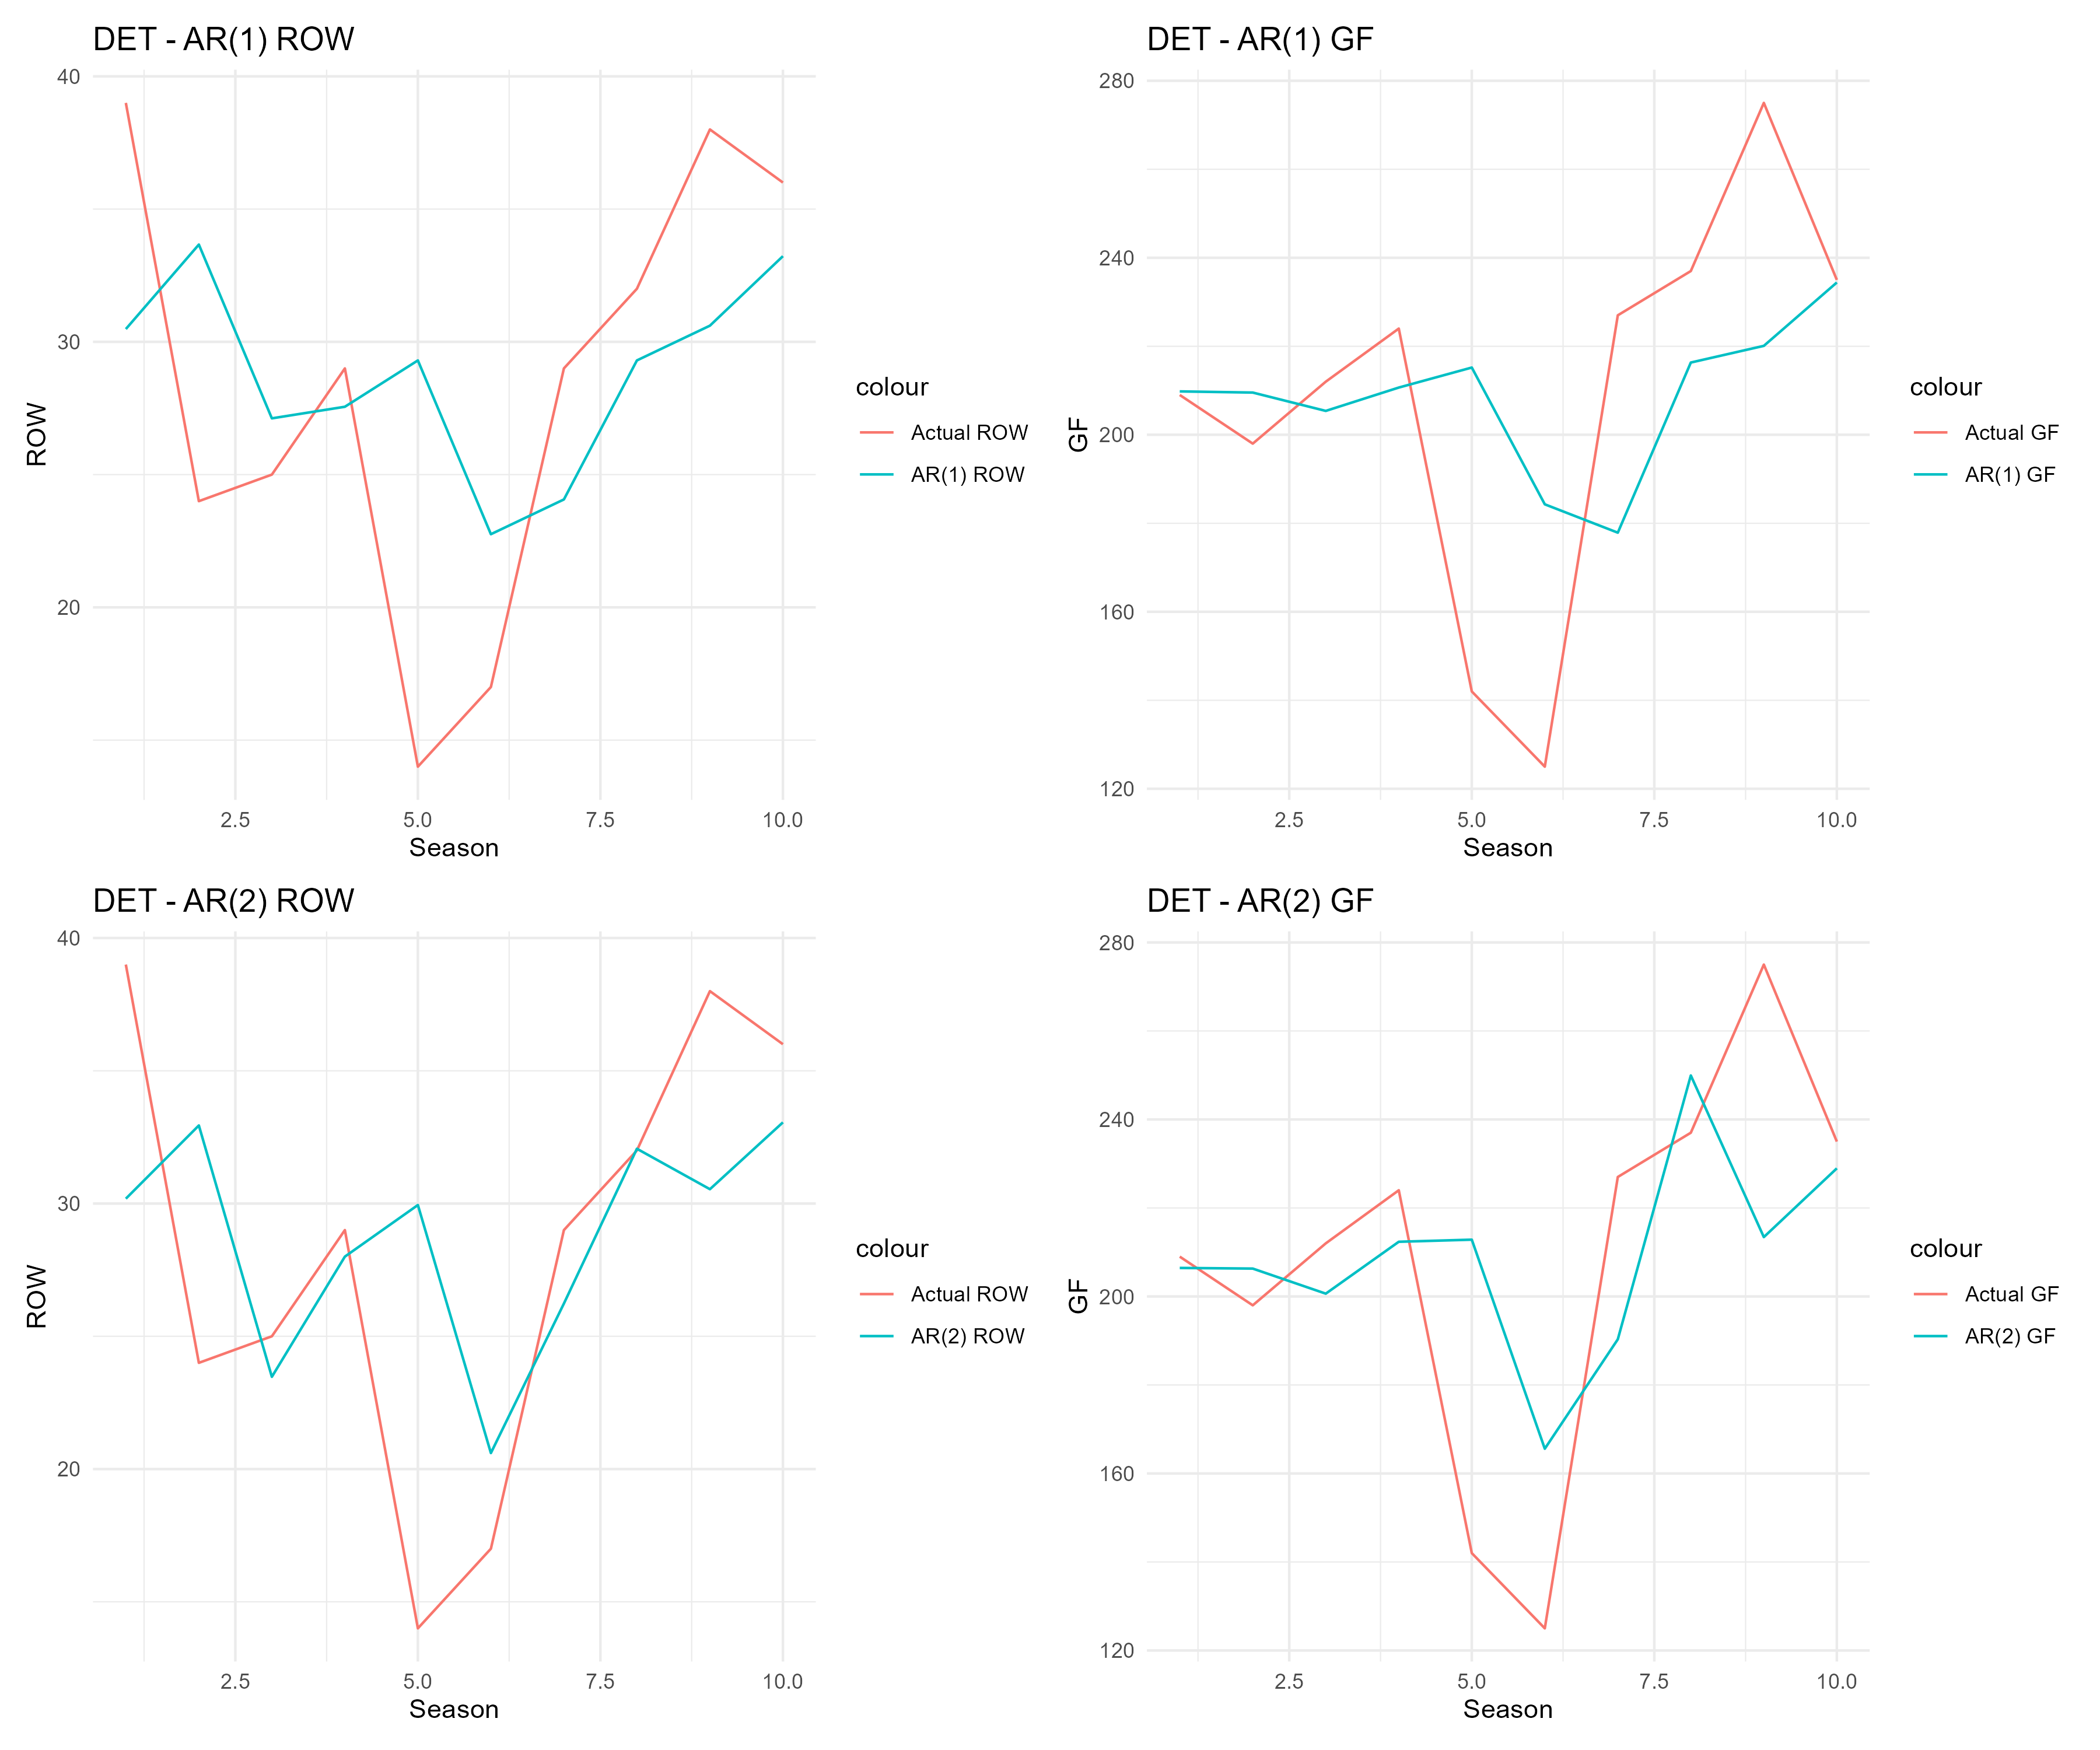 DET - AR(1) ROW
40
30
20
ROW
2.5 5.0 7.5 10.0
Season
colour
Actual ROW
AR(1) ROW
DET - AR(1) GF
280
240
200
160
120
GF
2.5 5.0 7.5 10.0
Season
colour
Actual GF
AR(1) GF
DET - AR(2) ROW
40
30
20
ROW
2.5 5.0 7.5 10.0
Season
colour
Actual ROW
AR(2) ROW
DET - AR(2) GF
280
240
200
160
120
GF
2.5 5.0 7.5 10.0
Season
colour
Actual GF
AR(2) GF